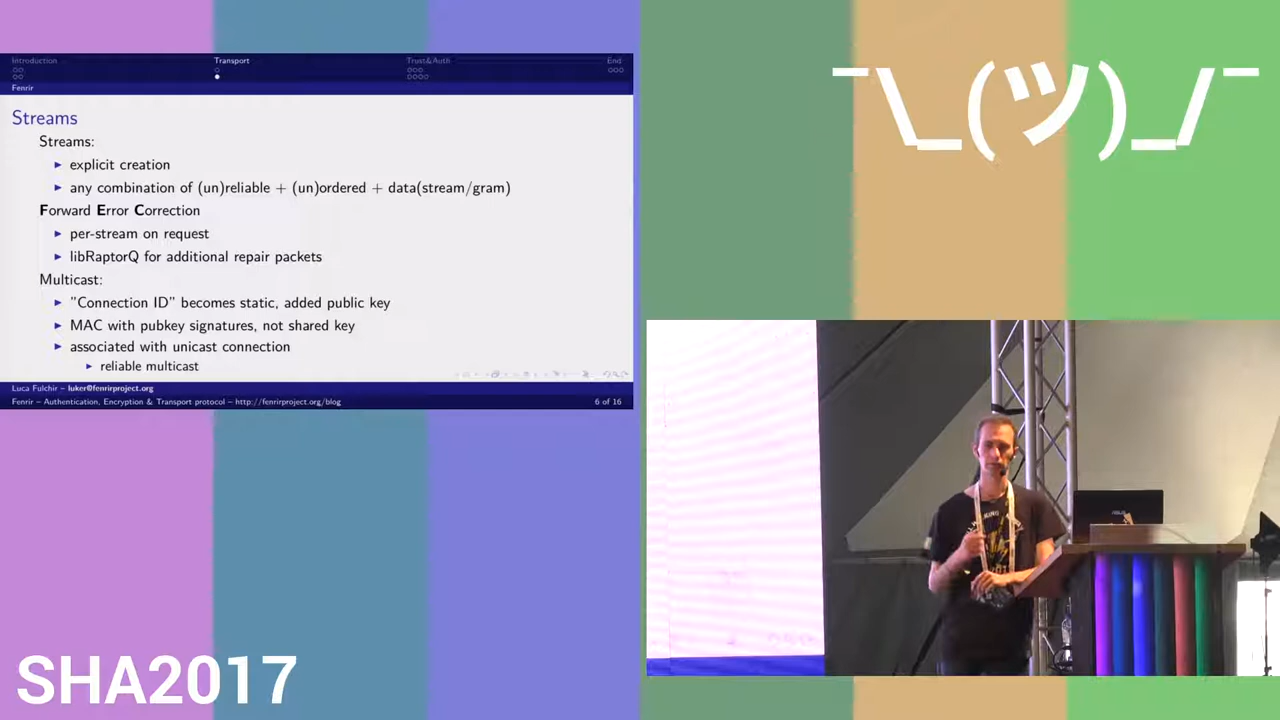 Introduction Transport Trust&Auth End
Fenrir
Streams
Streams:
explicit creation
any combination of (un)reliable + (un)ordered + data(stream/gram)
Forward Error Correction
per-stream on request
libRaptorQ for additional repair packets
Multicast:
"Connection ID" becomes static, added public key
MAC with pubkey signatures, not shared key
associated with unicast connection
reliable multicast
Luca Fulchir – luker@fenrirproject.org
Fenrir – Authentication, Encryption & Transport protocol – http://fenrirproject.org/blog 6 of 16
¯\_(ツ)_/¯
ASUS
SHA2017